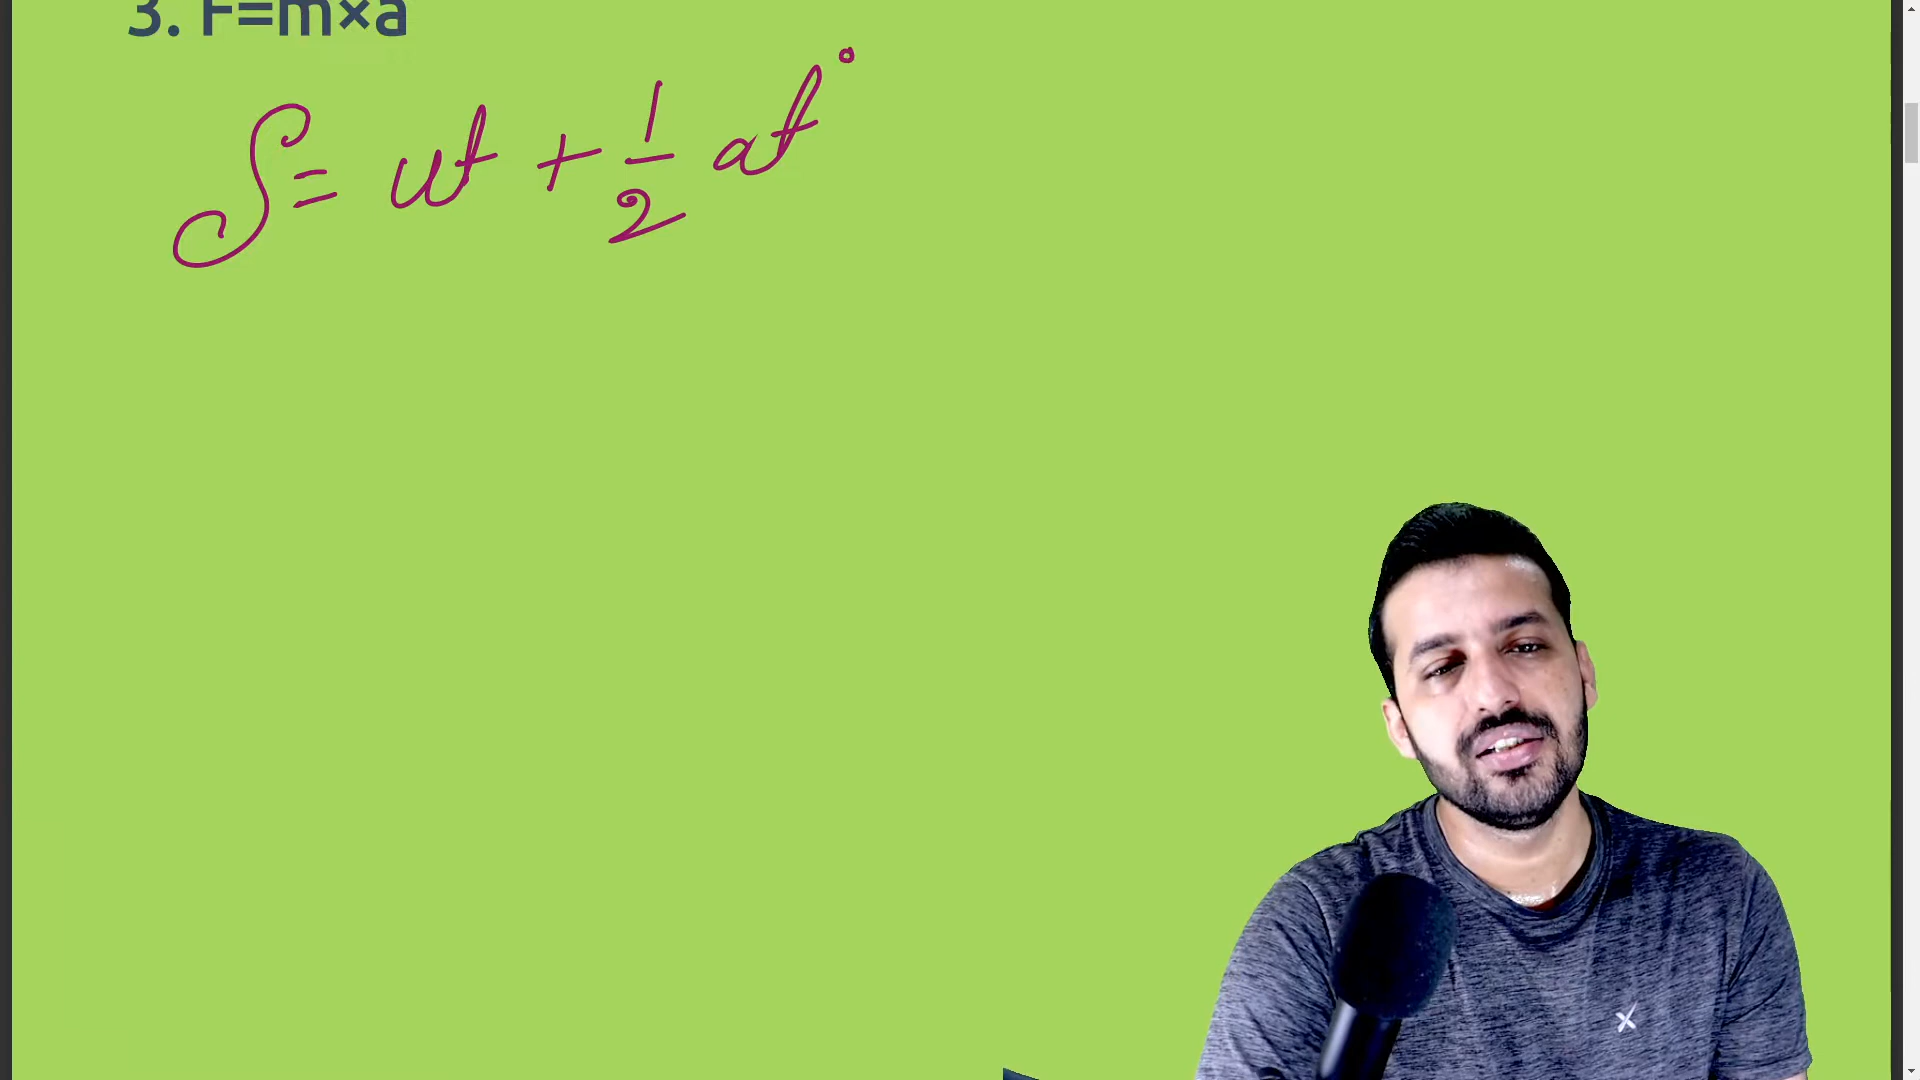 3. F=m×a
S = ut + 1/2 at°